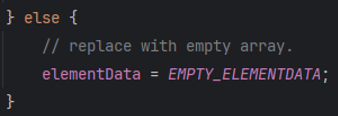 } else {
// replace with empty array.
elementData = EMPTY_ELEMENTDATA;
}